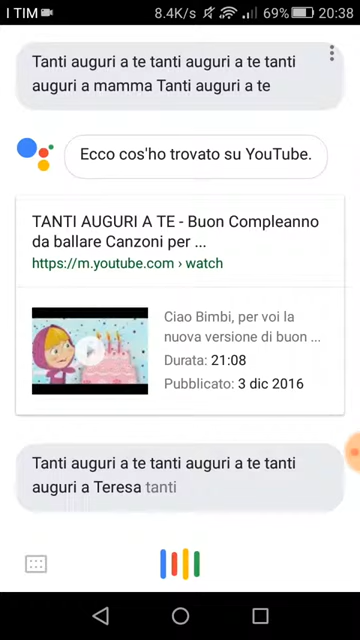 I TIM 8.4K/s 69% 20:38
Tanti auguri a te tanti auguri a te tanti
auguri a mamma Tanti auguri a te
Ecco cos'ho trovato su YouTube.
TANTI AUGURI A TE - Buon Compleanno
da ballare Canzoni per ...
https://m.youtube.com › watch
Ciao Bimbi, per voi la
nuova versione di buon ...
Durata: 21:08
Pubblicato: 3 dic 2016
Tanti auguri a te tanti auguri a te tanti
auguri a Teresa tanti